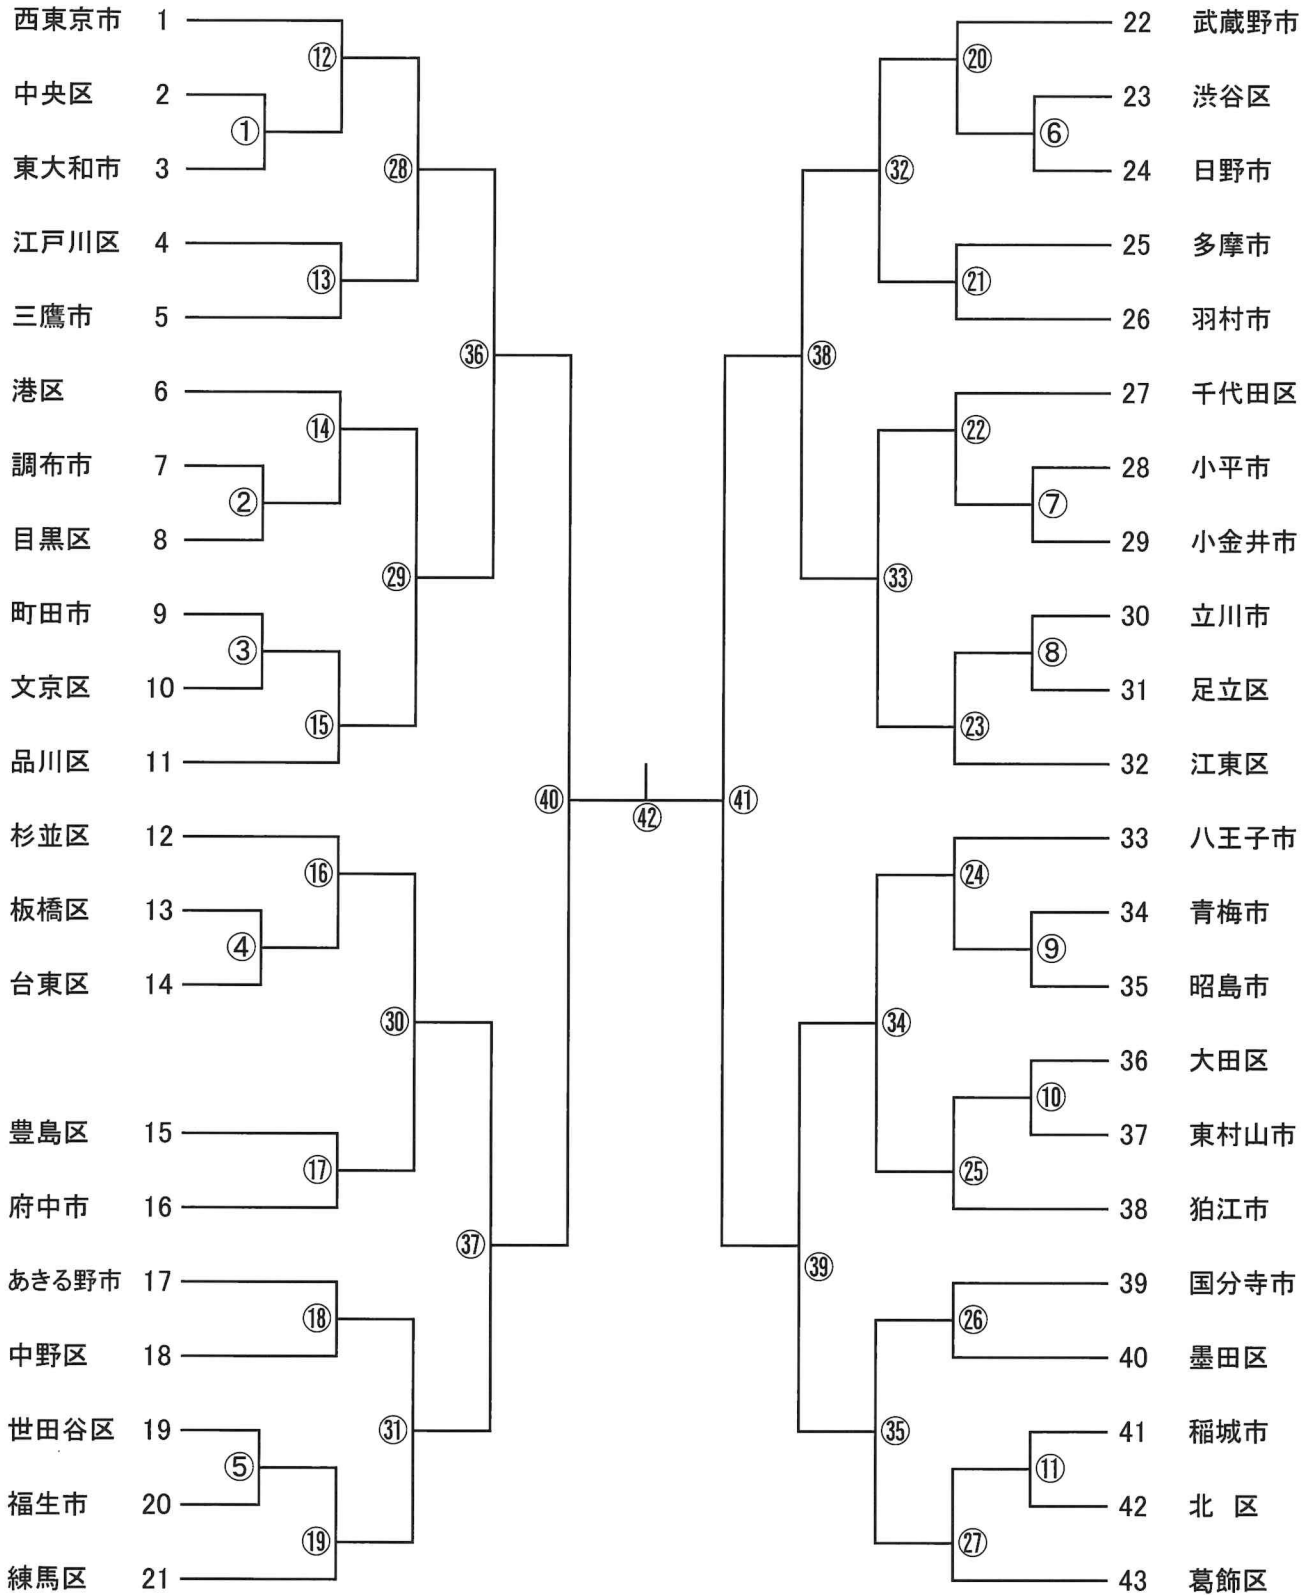 西東京市 1
⑫
中央区 2
①
東大和市 3
㉘
江戸川区 4
⑬
三鷹市 5
㊱
港区 6
⑭
調布市 7
②
目黒区 8
㉙
町田市 9
③
文京区 10
⑮
品川区 11
㊵
杉並区 12
⑯
板橋区 13
④
台東区 14
㉚
豊島区 15
⑰
府中市 16
㊲
あきる野市 17
⑱
中野区 18
世田谷区 19
㉛
⑤
福生市 20
⑲
練馬区 21
㊷
22 武蔵野市
⑳
23 渋谷区
⑥
24 日野市
㉜
25 多摩市
㉑
26 羽村市
㊳
27 千代田区
㉒
28 小平市
⑦
29 小金井市
㉝
30 立川市
⑧
31 足立区
㉓
32 江東区
㊶
33 八王子市
㉔
34 青梅市
⑨
35 昭島市
㉞
36 大田区
⑩
37 東村山市
㉕
38 狛江市
㊴
39 国分寺市
㉖
40 墨田区
㉟
41 稲城市
⑪
42 北 区
㉗
43 葛飾区